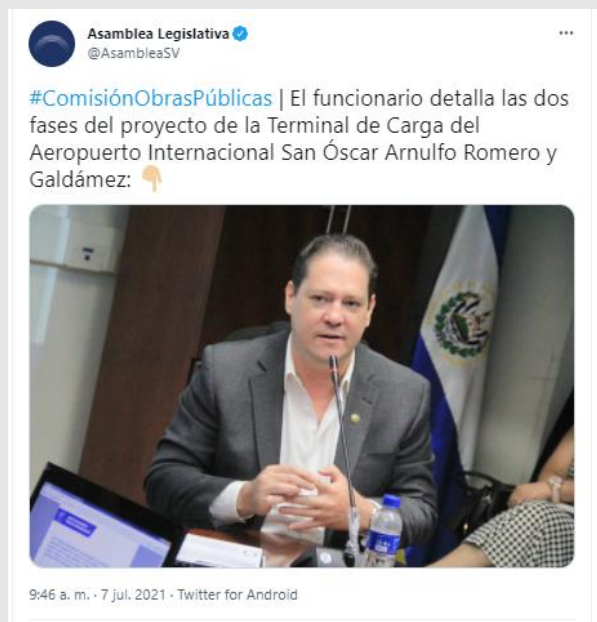 Asamblea Legislativa
@AsambleaSV
#ComisiónObrasPúblicas | El funcionario detalla las dos
fases del proyecto de la Terminal de Carga del
Aeropuerto Internacional San Óscar Arnulfo Romero y
Galdámez:
9:46 a. m. · 7 jul. 2021 · Twitter for Android